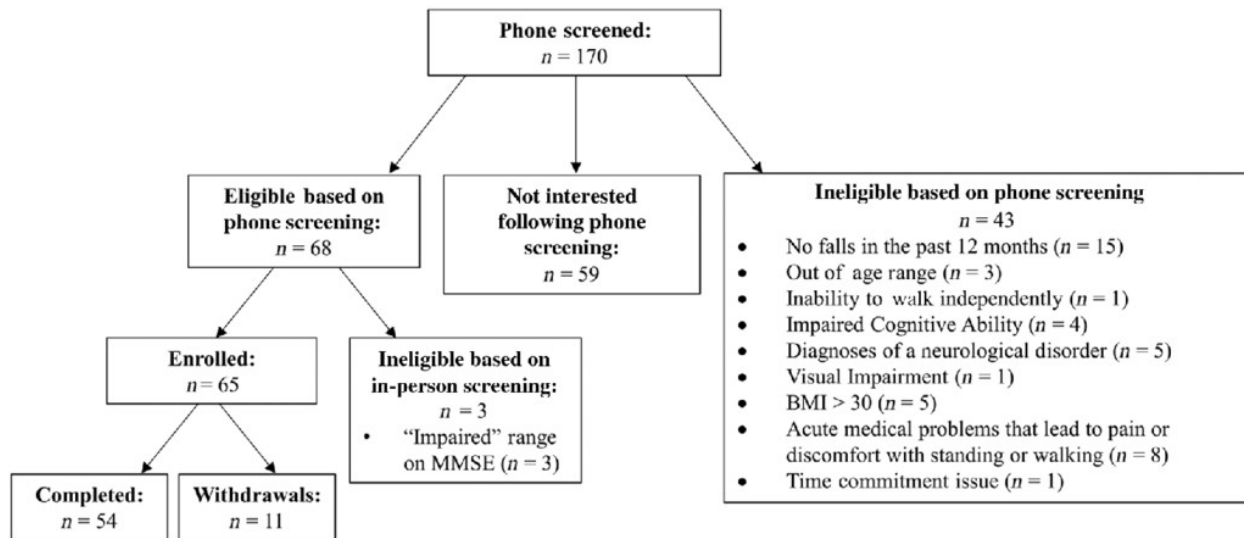 Phone screened:
n = 170
Eligible based on
phone screening:
n = 68
Not interested
following phone
screening:
n = 59
Ineligible based on phone screening
n = 43
• No falls in the past 12 months (n = 15)
• Out of age range (n = 3)
• Inability to walk independently (n = 1)
• Impaired Cognitive Ability (n = 4)
• Diagnoses of a neurological disorder (n = 5)
• Visual Impairment (n = 1)
• BMI > 30 (n = 5)
• Acute medical problems that lead to pain or
discomfort with standing or walking (n = 8)
• Time commitment issue (n = 1)
Enrolled:
n = 65
Ineligible based on
in-person screening:
n = 3
• “Impaired” range
on MMSE (n = 3)
Completed:
n = 54
Withdrawals:
n = 11